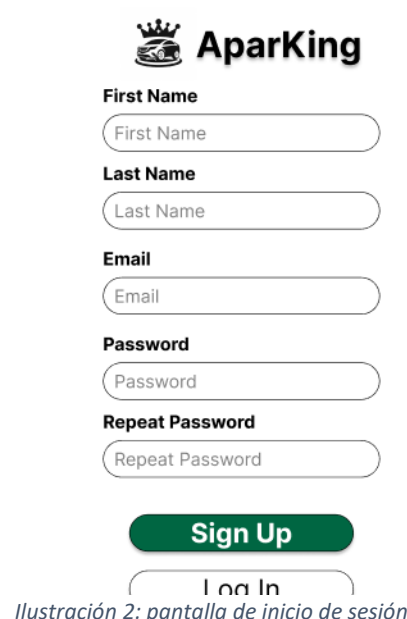 AparKing
First Name
First Name
Last Name
Last Name
Email
Email
Password
Password
Repeat Password
Repeat Password
Sign Up
Log In
Ilustración 2: pantalla de inicio de sesión